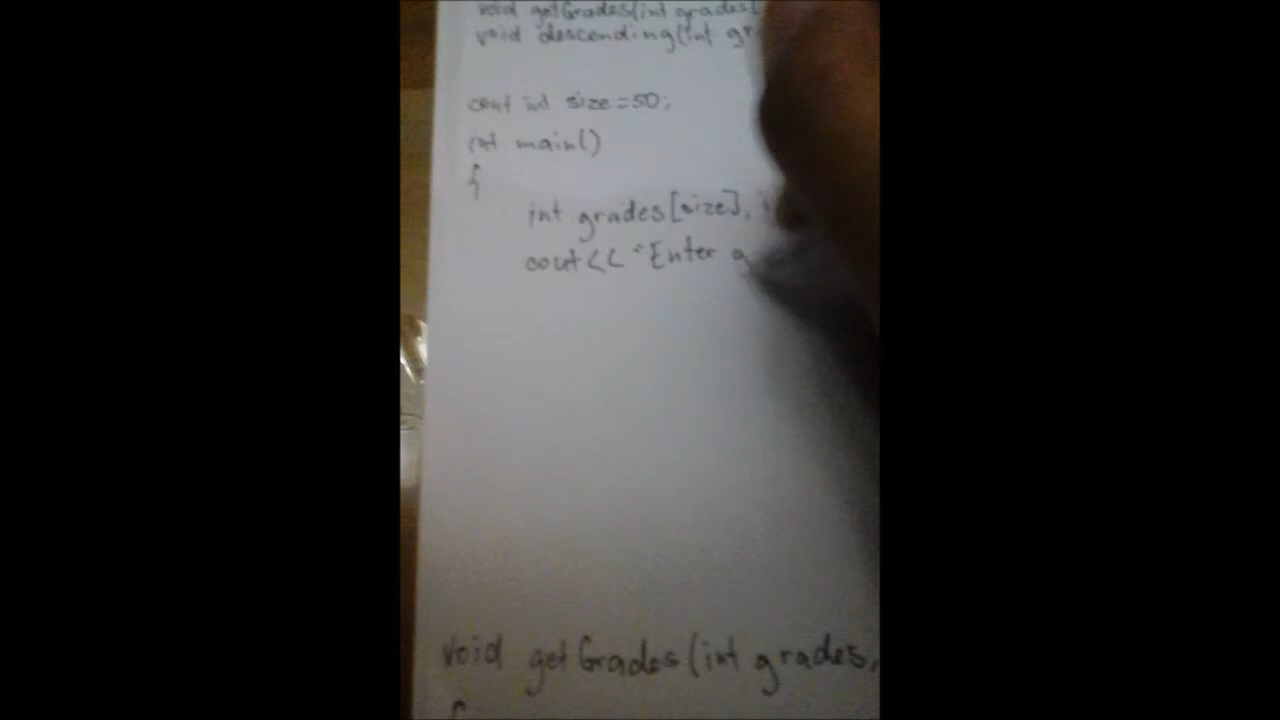 void getGrades(int grades[
void descending(int gr
cout int size=50;
int main()
{
int grades[size], i
cout<< "Enter g
void getGrades(int grades,
{